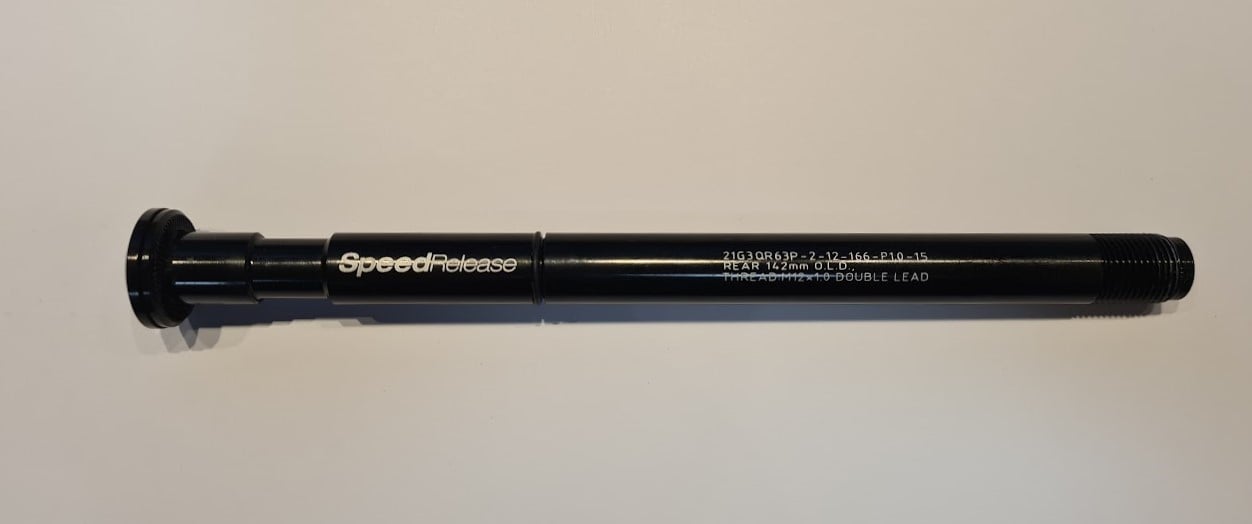 SpeedRelease
21G3QR63P-2-12-166-P1.0-15
REAR 142mm O.L.D.,
THREAD:M12x1.0 DOUBLE LEAD